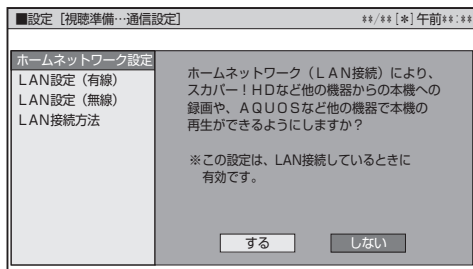 ■設定［視聴準備…通信設定］ **/**[*]午前**:**
ホームネットワーク設定
LAN設定（有線）
LAN設定（無線）
LAN接続方法
ホームネットワーク（LAN接続）により、
スカパー！HDなど他の機器からの本機への
録画や、AQUOSなど他の機器で本機の
再生ができるようにしますか？
※この設定は、LAN接続しているときに
有効です。
する しない